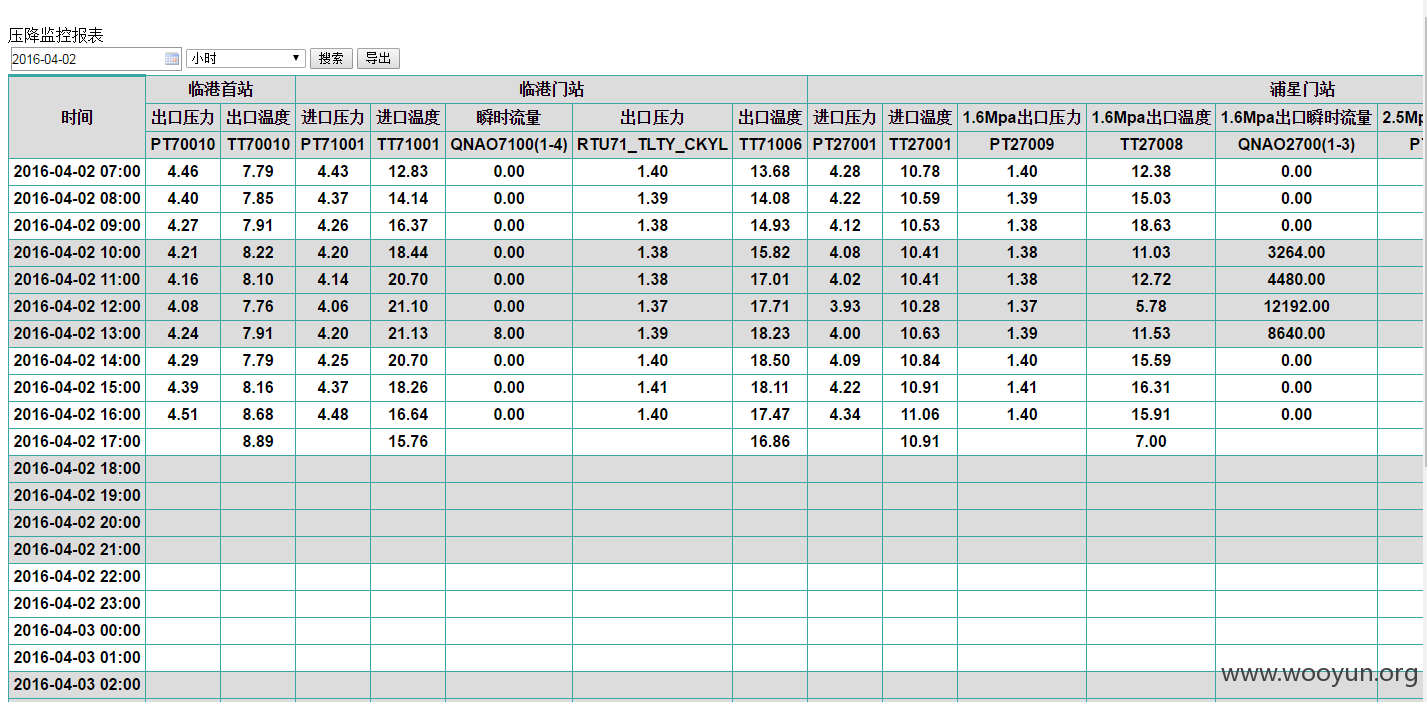 压降监控报表
2016-04-02 小时 搜索 导出
时间 临港首站 临港门站 浦星门站
出口压力 出口温度 进口压力 进口温度 瞬时流量 出口压力 出口温度 进口压力 进口温度 1.6Mpa出口压力 1.6Mpa出口温度 1.6Mpa出口瞬时流量 2.5Mp
PT70010 TT70010 PT71001 TT71001 QNAO7100(1-4) RTU71_TLTY_CKYL TT71006 PT27001 TT27001 PT27009 TT27008 QNAO2700(1-3)
2016-04-02 07:00 4.46 7.79 4.43 12.83 0.00 1.40 13.68 4.28 10.78 1.40 12.38 0.00
2016-04-02 08:00 4.40 7.85 4.37 14.14 0.00 1.39 14.08 4.22 10.59 1.39 15.03 0.00
2016-04-02 09:00 4.27 7.91 4.26 16.37 0.00 1.38 14.93 4.12 10.53 1.38 18.63 0.00
2016-04-02 10:00 4.21 8.22 4.20 18.44 0.00 1.38 15.82 4.08 10.41 1.38 11.03 3264.00
2016-04-02 11:00 4.16 8.10 4.14 20.70 0.00 1.38 17.01 4.02 10.41 1.38 12.72 4480.00
2016-04-02 12:00 4.08 7.76 4.06 21.10 0.00 1.37 17.71 3.93 10.28 1.37 5.78 12192.00
2016-04-02 13:00 4.24 7.91 4.20 21.13 8.00 1.39 18.23 4.00 10.63 1.39 11.53 8640.00
2016-04-02 14:00 4.29 7.79 4.25 20.70 0.00 1.40 18.50 4.09 10.84 1.40 15.59 0.00
2016-04-02 15:00 4.39 8.16 4.37 18.26 0.00 1.41 18.11 4.22 10.91 1.41 16.31 0.00
2016-04-02 16:00 4.51 8.68 4.48 16.64 0.00 1.40 17.47 4.34 11.06 1.40 15.91 0.00
2016-04-02 17:00 8.89 15.76 16.86 10.91 7.00
2016-04-02 18:00
2016-04-02 19:00
2016-04-02 20:00
2016-04-02 21:00
2016-04-02 22:00
2016-04-02 23:00
2016-04-03 00:00
2016-04-03 01:00
2016-04-03 02:00
www.wooyun.org